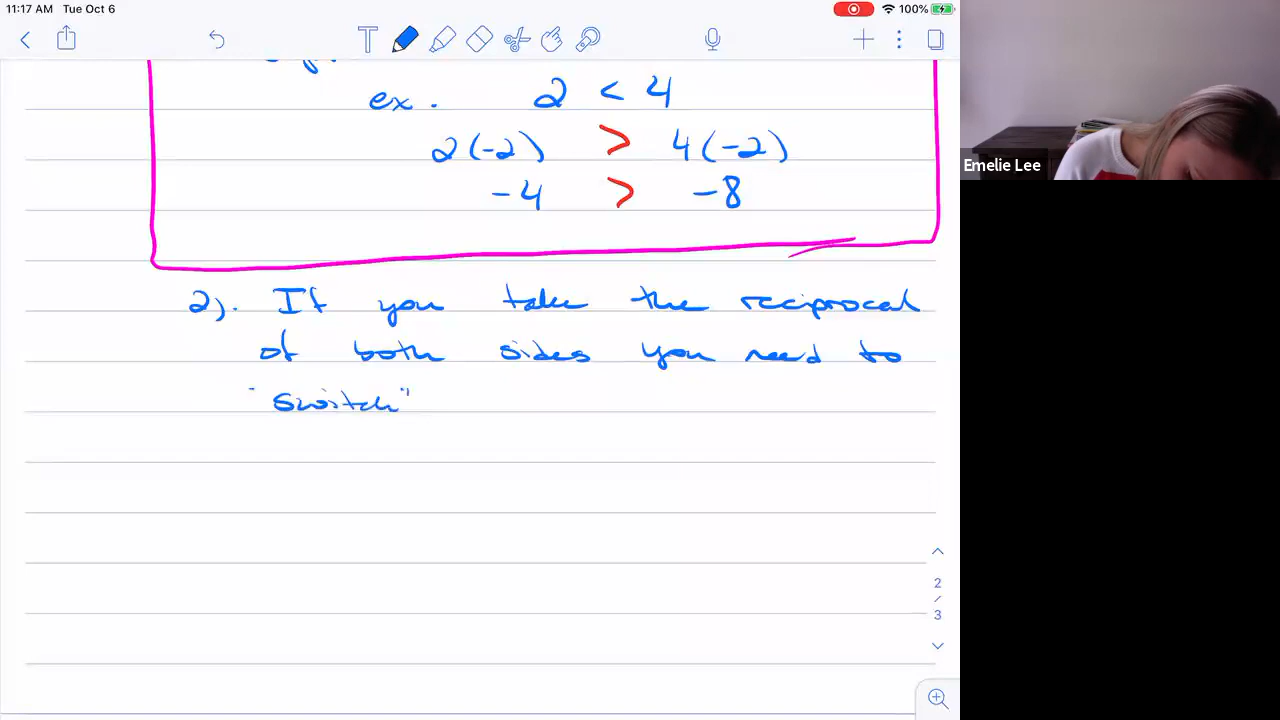 11:17 AM Tue Oct 6
100%
ex. 2 < 4
2(-2) > 4(-2)
-4 > -8
2). If you take the reciprocal
of both sides you need to
"switch"
Emelie Lee
2
/
3